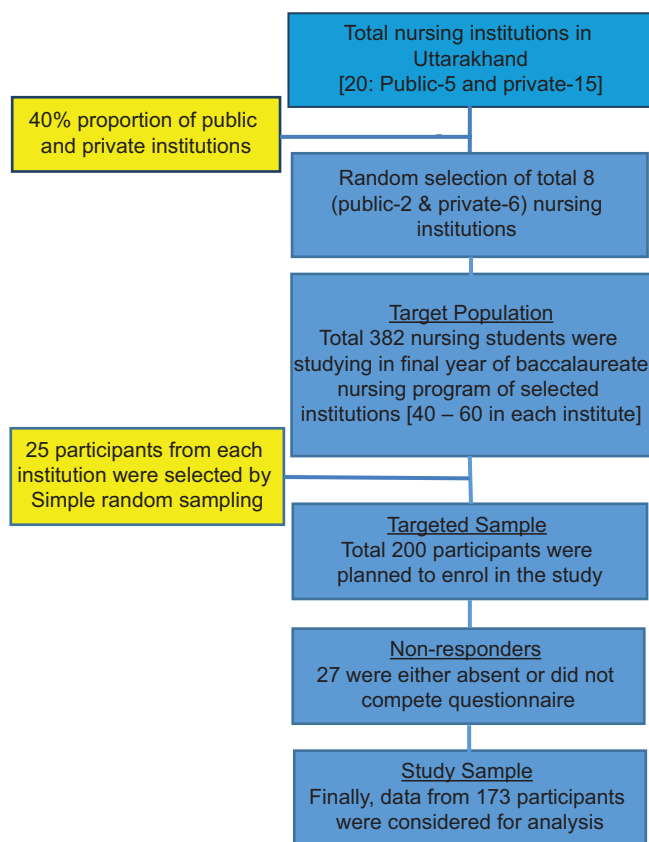 Total nursing institutions in
Uttarakhand
[20: Public-5 and private-15]
40% proportion of public
and private institutions
Random selection of total 8
(public-2 & private-6) nursing
institutions
Target Population
Total 382 nursing students were
studying in final year of baccalaureate
nursing program of selected
institutions [40 – 60 in each institute]
25 participants from each
institution were selected by
Simple random sampling
Targeted Sample
Total 200 participants were
planned to enrol in the study
Non-responders
27 were either absent or did not
compete questionnaire
Study Sample
Finally, data from 173 participants
were considered for analysis